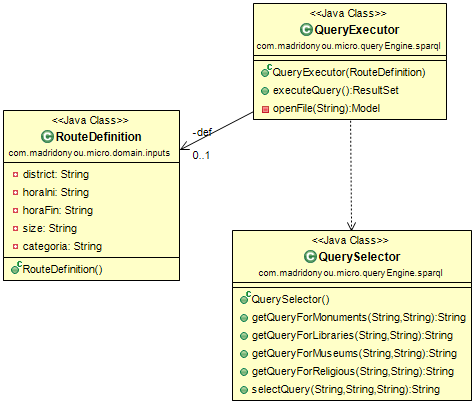 <<Java Class>>
QueryExecutor
com.madridonyou.micro.queryEngine.sparql
QueryExecutor(RouteDefinition)
executeQuery():ResultSet
openFile(String):Model
-def
0..1
<<Java Class>>
RouteDefinition
com.madridonyou.micro.domain.inputs
district: String
horaIni: String
horaFin: String
size: String
categoria: String
RouteDefinition()
<<Java Class>>
QuerySelector
com.madridonyou.micro.queryEngine.sparql
QuerySelector()
getQueryForMonuments(String,String):String
getQueryForLibraries(String,String):String
getQueryForMuseums(String,String):String
getQueryForReligious(String,String):String
selectQuery(String,String,String):String